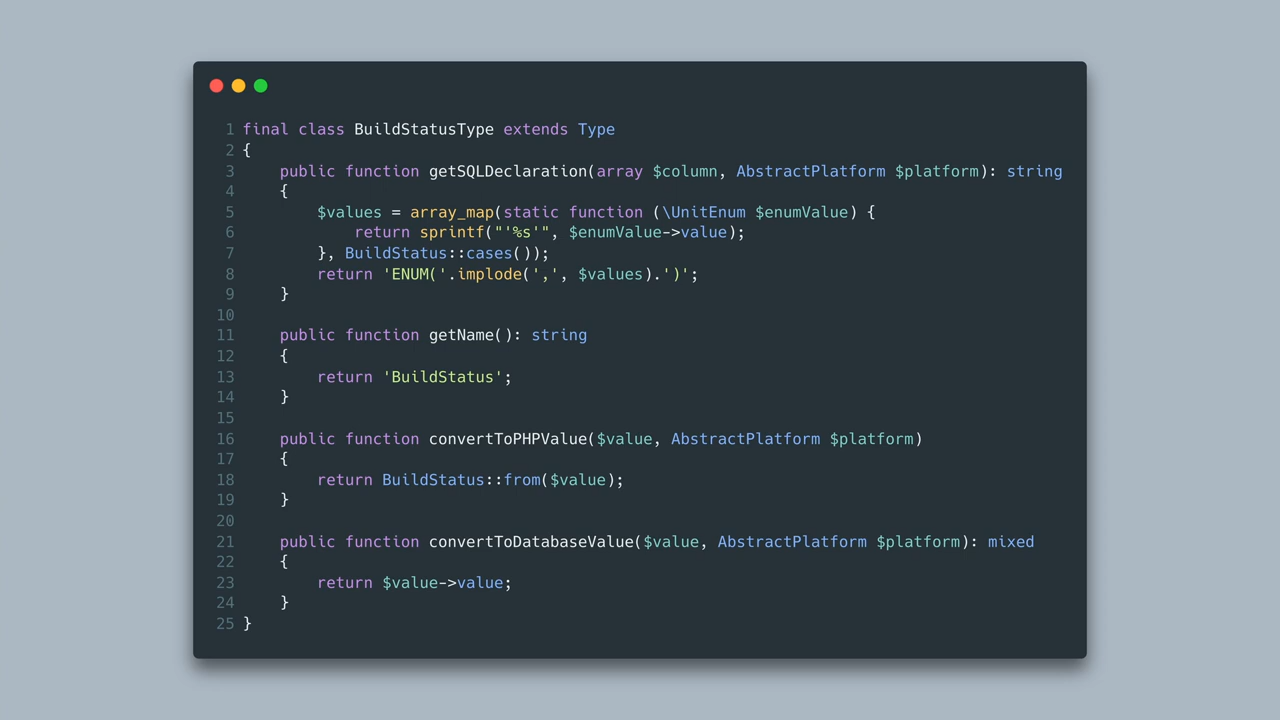 1 final class BuildStatusType extends Type
2 {
3     public function getSQLDeclaration(array $column, AbstractPlatform $platform): string
4     {
5         $values = array_map(static function (\UnitEnum $enumValue) {
6             return sprintf("'%s'", $enumValue->value);
7         }, BuildStatus::cases());
8         return 'ENUM('.implode(',', $values).')';
9     }
10
11     public function getName(): string
12     {
13         return 'BuildStatus';
14     }
15
16     public function convertToPHPValue($value, AbstractPlatform $platform)
17     {
18         return BuildStatus::from($value);
19     }
20
21     public function convertToDatabaseValue($value, AbstractPlatform $platform): mixed
22     {
23         return $value->value;
24     }
25 }